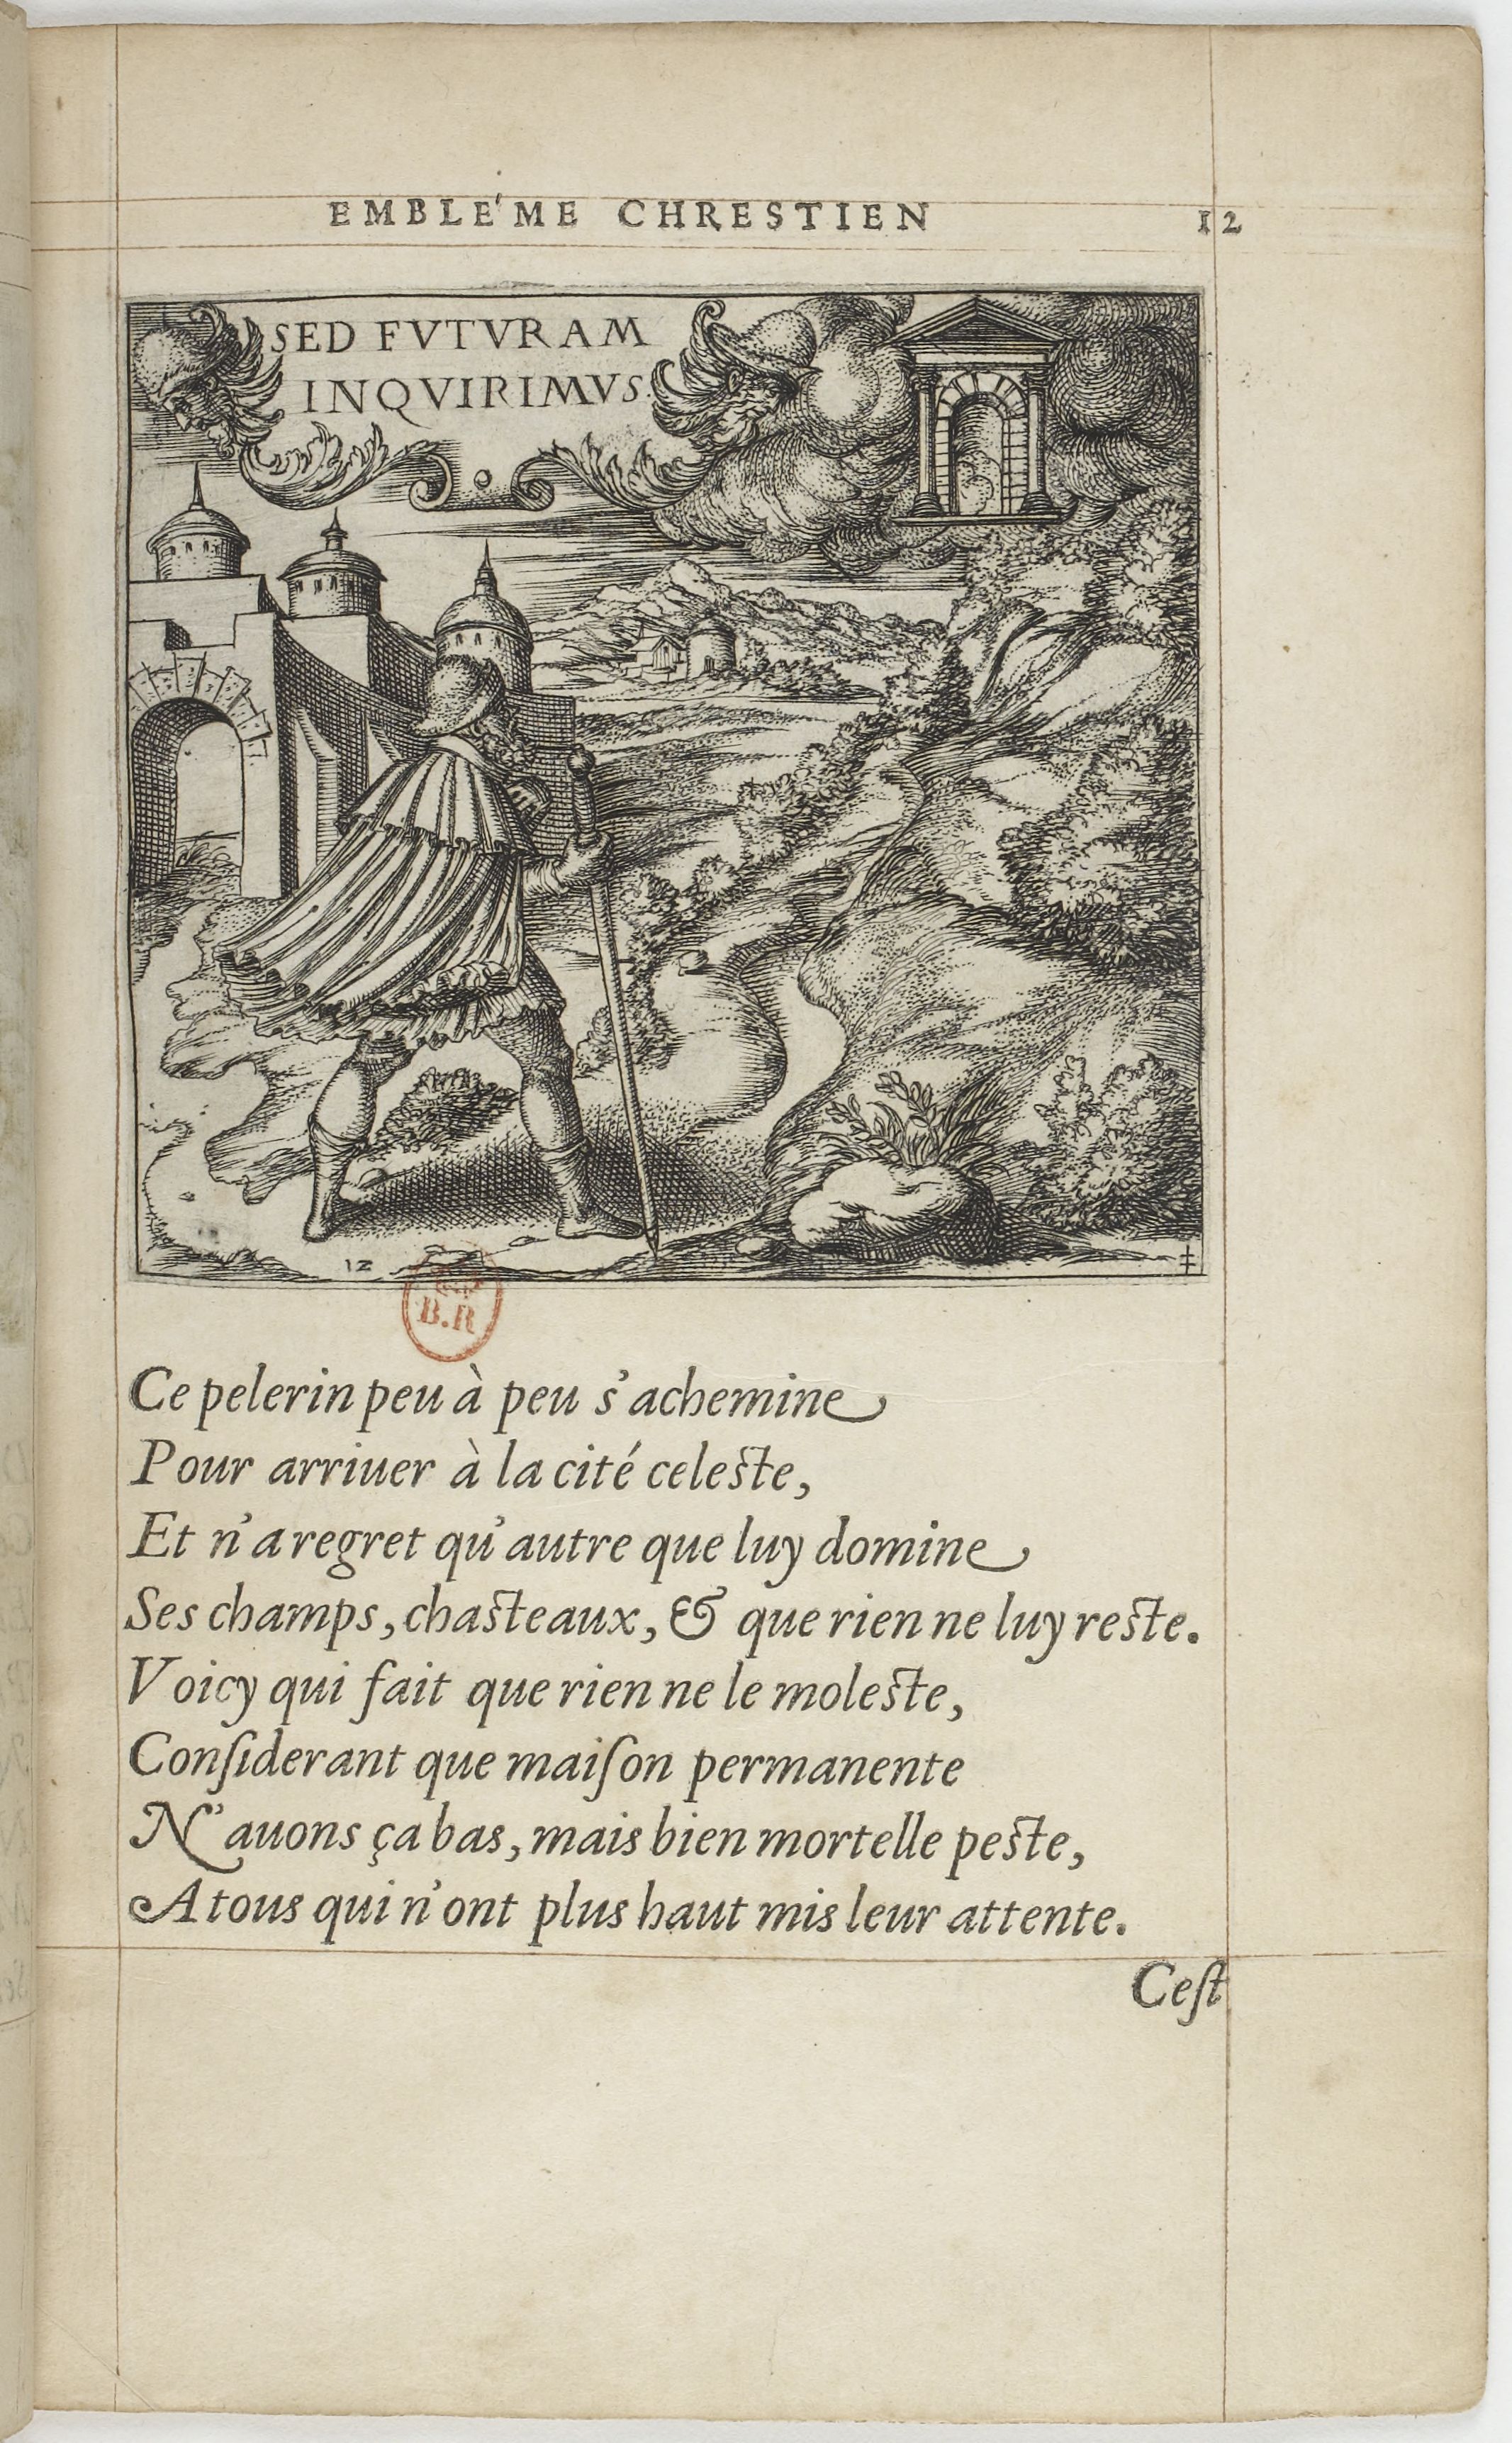 EMBLE'ME CHRESTIEN 12
SED FVTVRAM
INQVIRIMVS.
12
B.R
Ce pelerin peu à peu s'achemine
Pour arriuer à la cité celeste,
Et n'a regret qu'autre que luy domine
Ses champs, chasteaux, & que rien ne luy reste.
Voicy qui fait que rien ne le moleste,
Conſiderant que maiſon permanente
N'auons ça bas, mais bien mortelle peste,
A tous qui n'ont plus haut mis leur attente.
Ceſt